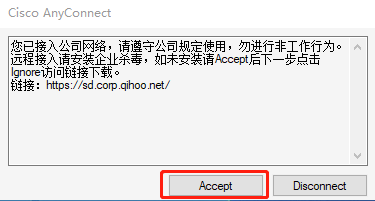 Cisco AnyConnect
您已接入公司网络，请遵守公司规定使用，勿进行非工作行为。
远程接入请安装企业杀毒，如未安装请Accept后下一步点击
Ignore访问链接下载。
链接：https://sd.corp.qihoo.net/
Accept
Disconnect